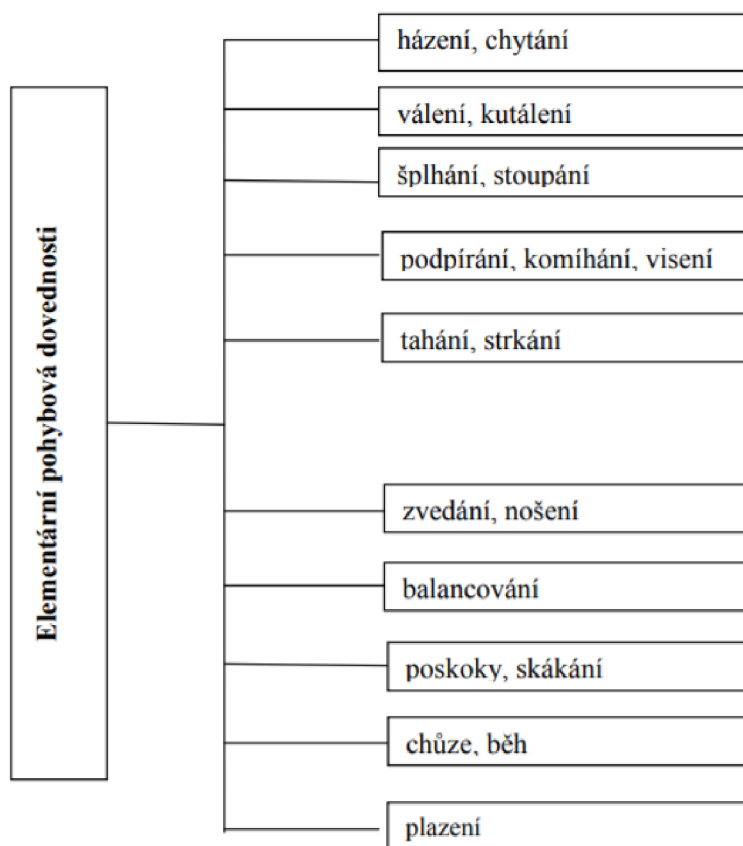 Elementární pohybová dovednosti
házení, chytání
válení, kutálení
šplhání, stoupání
podpírání, komíhání, visení
tahání, strkání
zvedání, nošení
balancování
poskoky, skákání
chůze, běh
plazení